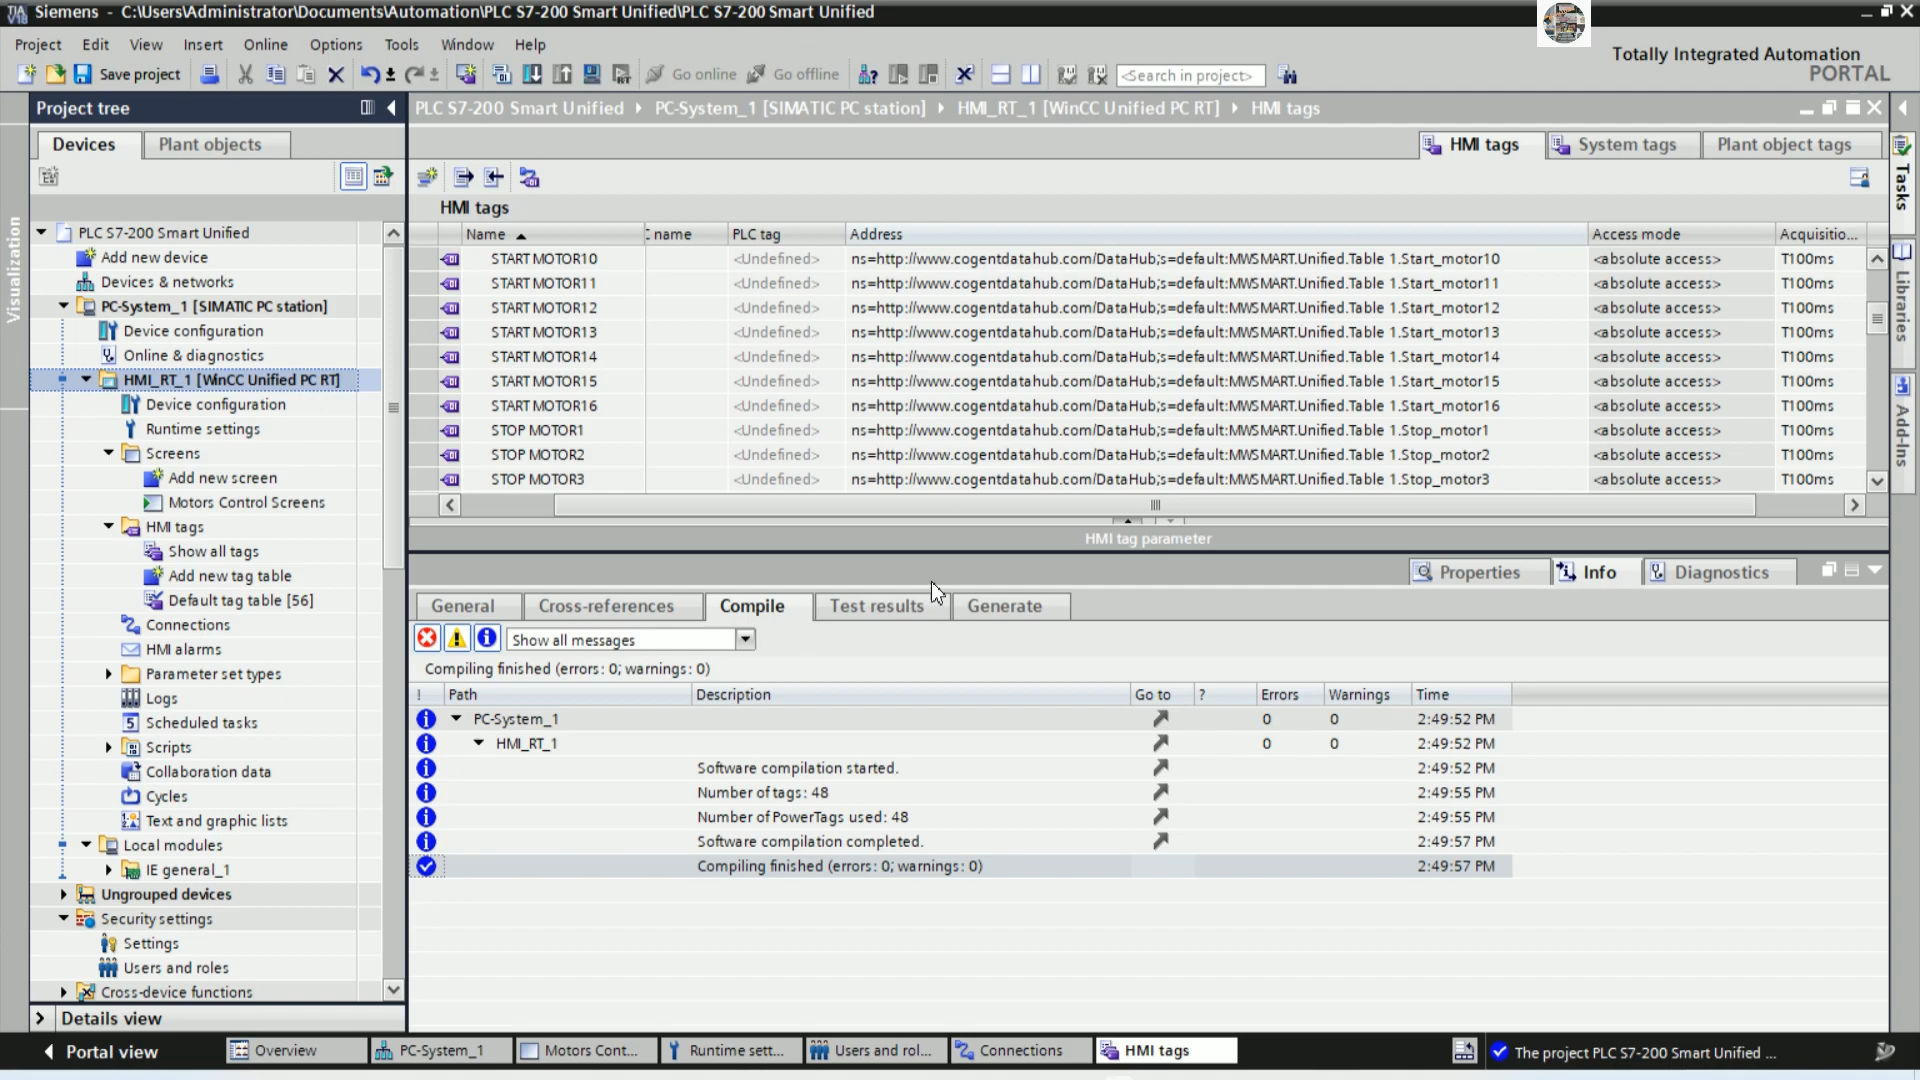 Siemens - C:\Users\Administrator\Documents\Automation\PLC S7-200 Smart Unified\PLC S7-200 Smart Unified
Project Edit View Insert Online Options Tools Window Help
Totally Integrated Automation
PORTAL
Save project Go online Go offline <Search in project>
Project tree
PLC S7-200 Smart Unified PC-System_1 [SIMATIC PC station] HMI_RT_1 [WinCC Unified PC RT] HMI tags
Devices Plant objects
HMI tags System tags Plant object tags
Visualization
PLC S7-200 Smart Unified
Add new device
Devices & networks
PC-System_1 [SIMATIC PC station]
Device configuration
Online & diagnostics
HMI_RT_1 [WinCC Unified PC RT]
Device configuration
Runtime settings
Screens
Add new screen
Motors Control Screens
HMI tags
Show all tags
Add new tag table
Default tag table [56]
Connections
HMI alarms
Parameter set types
Logs
Scheduled tasks
Scripts
Collaboration data
Cycles
Text and graphic lists
Local modules
IE general_1
Ungrouped devices
Security settings
Settings
Users and roles
Cross-device functions
Details view
HMI tags
Name name PLC tag Address Access mode Acquisitio...
START MOTOR10 <Undefined> ns=http://www.cogentdatahub.com/DataHub;s=default:MWSMART.Unified.Table 1.Start_motor10 <absolute access> T100ms
START MOTOR11 <Undefined> ns=http://www.cogentdatahub.com/DataHub;s=default:MWSMART.Unified.Table 1.Start_motor11 <absolute access> T100ms
START MOTOR12 <Undefined> ns=http://www.cogentdatahub.com/DataHub;s=default:MWSMART.Unified.Table 1.Start_motor12 <absolute access> T100ms
START MOTOR13 <Undefined> ns=http://www.cogentdatahub.com/DataHub;s=default:MWSMART.Unified.Table 1.Start_motor13 <absolute access> T100ms
START MOTOR14 <Undefined> ns=http://www.cogentdatahub.com/DataHub;s=default:MWSMART.Unified.Table 1.Start_motor14 <absolute access> T100ms
START MOTOR15 <Undefined> ns=http://www.cogentdatahub.com/DataHub;s=default:MWSMART.Unified.Table 1.Start_motor15 <absolute access> T100ms
START MOTOR16 <Undefined> ns=http://www.cogentdatahub.com/DataHub;s=default:MWSMART.Unified.Table 1.Start_motor16 <absolute access> T100ms
STOP MOTOR1 <Undefined> ns=http://www.cogentdatahub.com/DataHub;s=default:MWSMART.Unified.Table 1.Stop_motor1 <absolute access> T100ms
STOP MOTOR2 <Undefined> ns=http://www.cogentdatahub.com/DataHub;s=default:MWSMART.Unified.Table 1.Stop_motor2 <absolute access> T100ms
STOP MOTOR3 <Undefined> ns=http://www.cogentdatahub.com/DataHub;s=default:MWSMART.Unified.Table 1.Stop_motor3 <absolute access> T100ms
HMI tag parameter
Properties Info Diagnostics
General Cross-references Compile Test results Generate
Show all messages
Compiling finished (errors: 0; warnings: 0)
! Path Description Go to ? Errors Warnings Time
PC-System_1 0 0 2:49:52 PM
HMI_RT_1 0 0 2:49:52 PM
Software compilation started. 2:49:52 PM
Number of tags: 48 2:49:55 PM
Number of PowerTags used: 48 2:49:55 PM
Software compilation completed. 2:49:57 PM
Compiling finished (errors: 0; warnings: 0) 2:49:57 PM
Tasks
Libraries
Add-Ins
Portal view Overview PC-System_1 Motors Cont... Runtime sett... Users and rol... Connections HMI tags The project PLC S7-200 Smart Unified ...